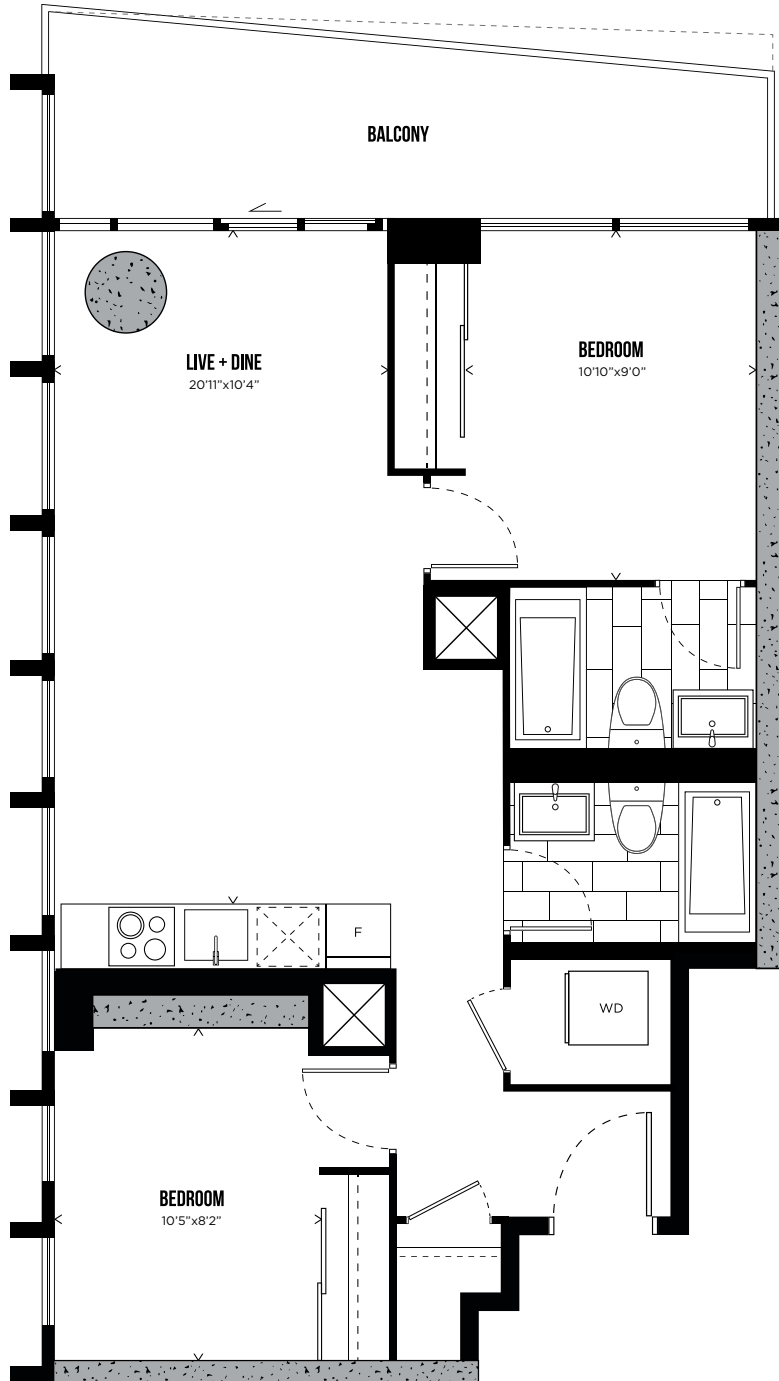 BALCONY
LIVE + DINE
20'11"x10'4"
BEDROOM
10'10"x9'0"
F
WD
BEDROOM
10'5"x8'2"